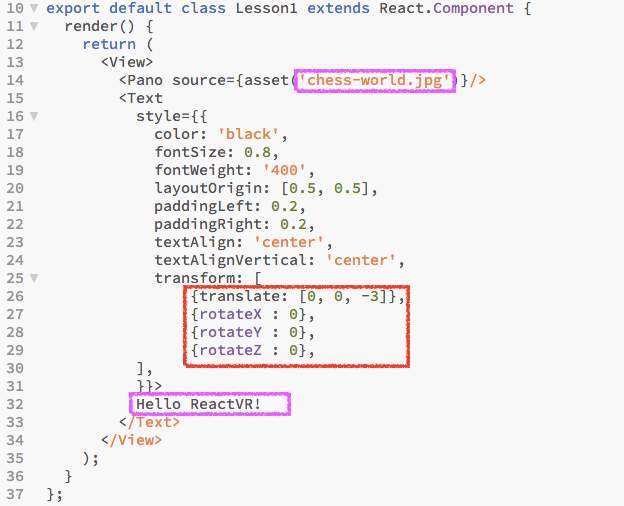 10 export default class Lesson1 extends React.Component {
11   render() {
12     return (
13       <View>
14         <Pano source={asset('chess-world.jpg')}/>
15         <Text
16           style={{
17             color: 'black',
18             fontSize: 0.8,
19             fontWeight: '400',
20             layoutOrigin: [0.5, 0.5],
21             paddingLeft: 0.2,
22             paddingRight: 0.2,
23             textAlign: 'center',
24             textAlignVertical: 'center',
25             transform: [
26                 {translate: [0, 0, -3]},
27                 {rotateX : 0},
28                 {rotateY : 0},
29                 {rotateZ : 0},
30           ],
31           }}>
32           Hello ReactVR!
33         </Text>
34       </View>
35     );
36   }
37 };